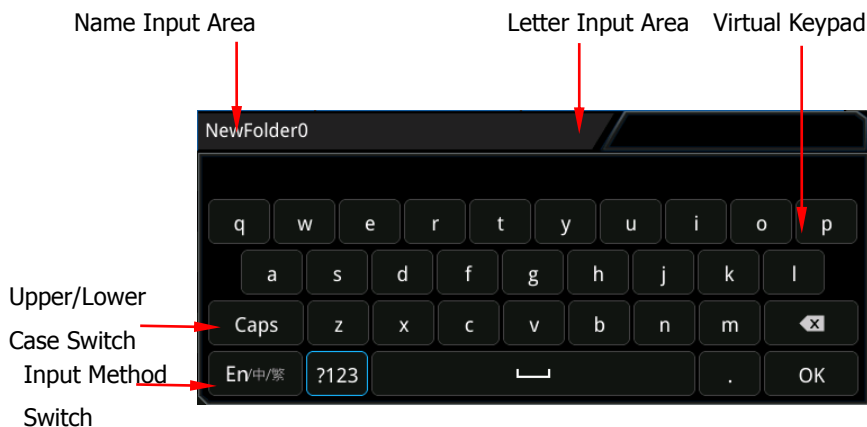 Name Input Area Letter Input Area Virtual Keypad
NewFolder0
q w e r t y u i o p
a s d f g h j k l
Upper/Lower
Case Switch
Caps z x c v b n m
Input Method
Switch
En/中/繁 ?123 . OK